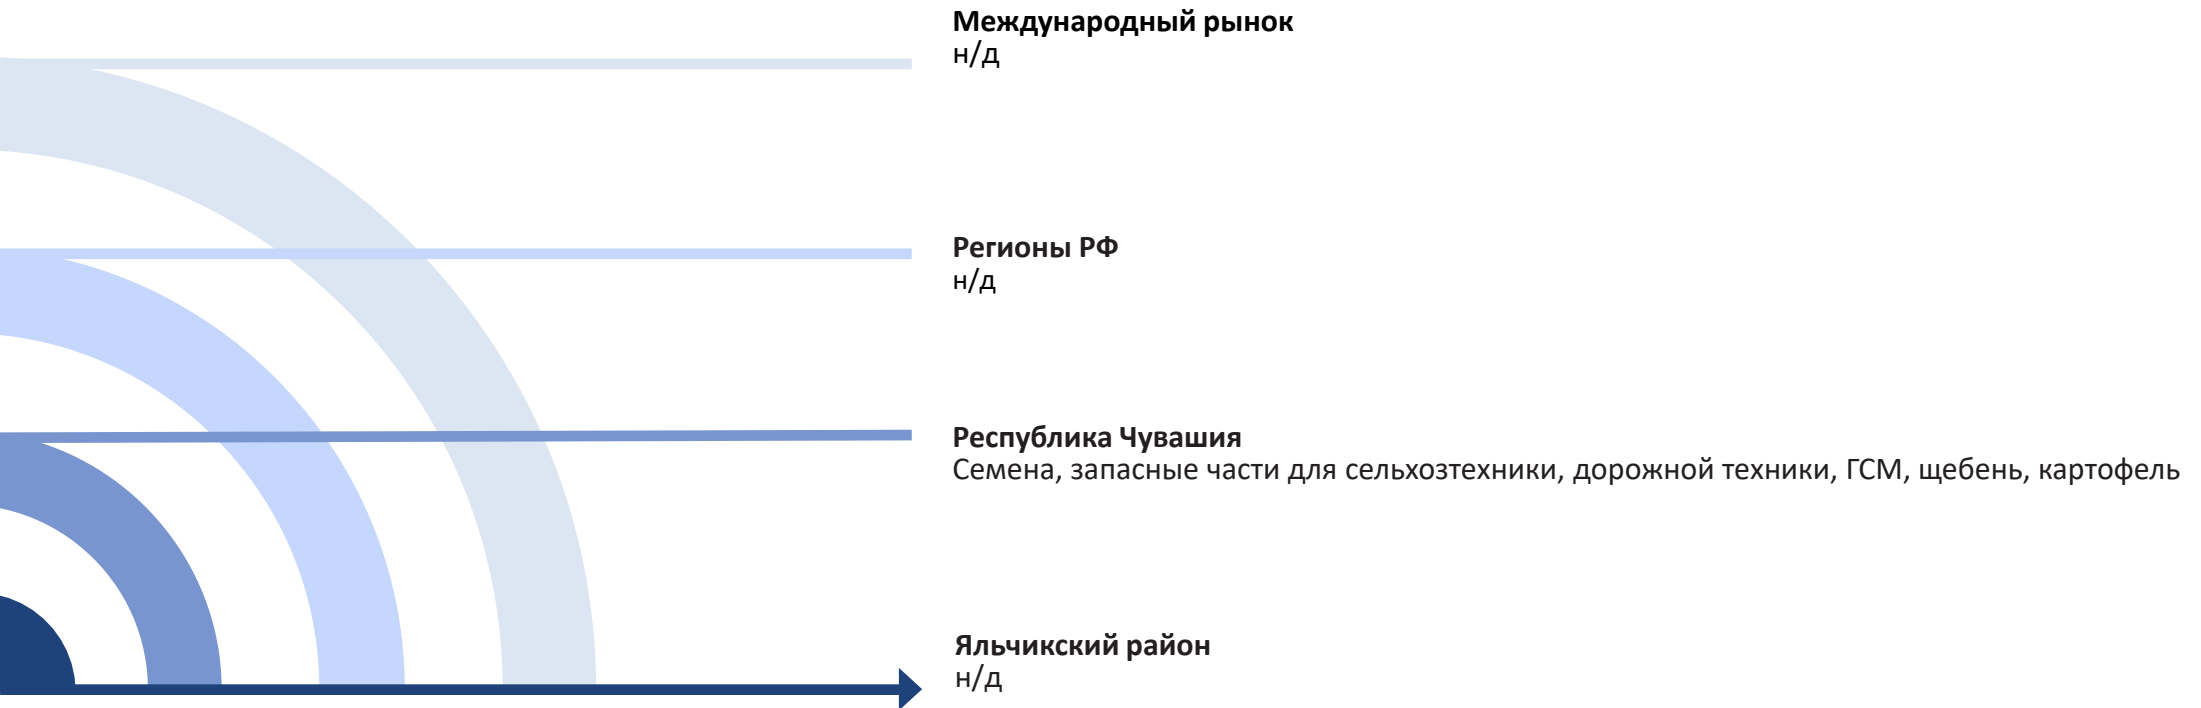 Международный рынок
н/д
Регионы РФ
н/д
Республика Чувашия
Семена, запасные части для сельхозтехники, дорожной техники, ГСМ, щебень, картофель
Яльчикский район
н/д